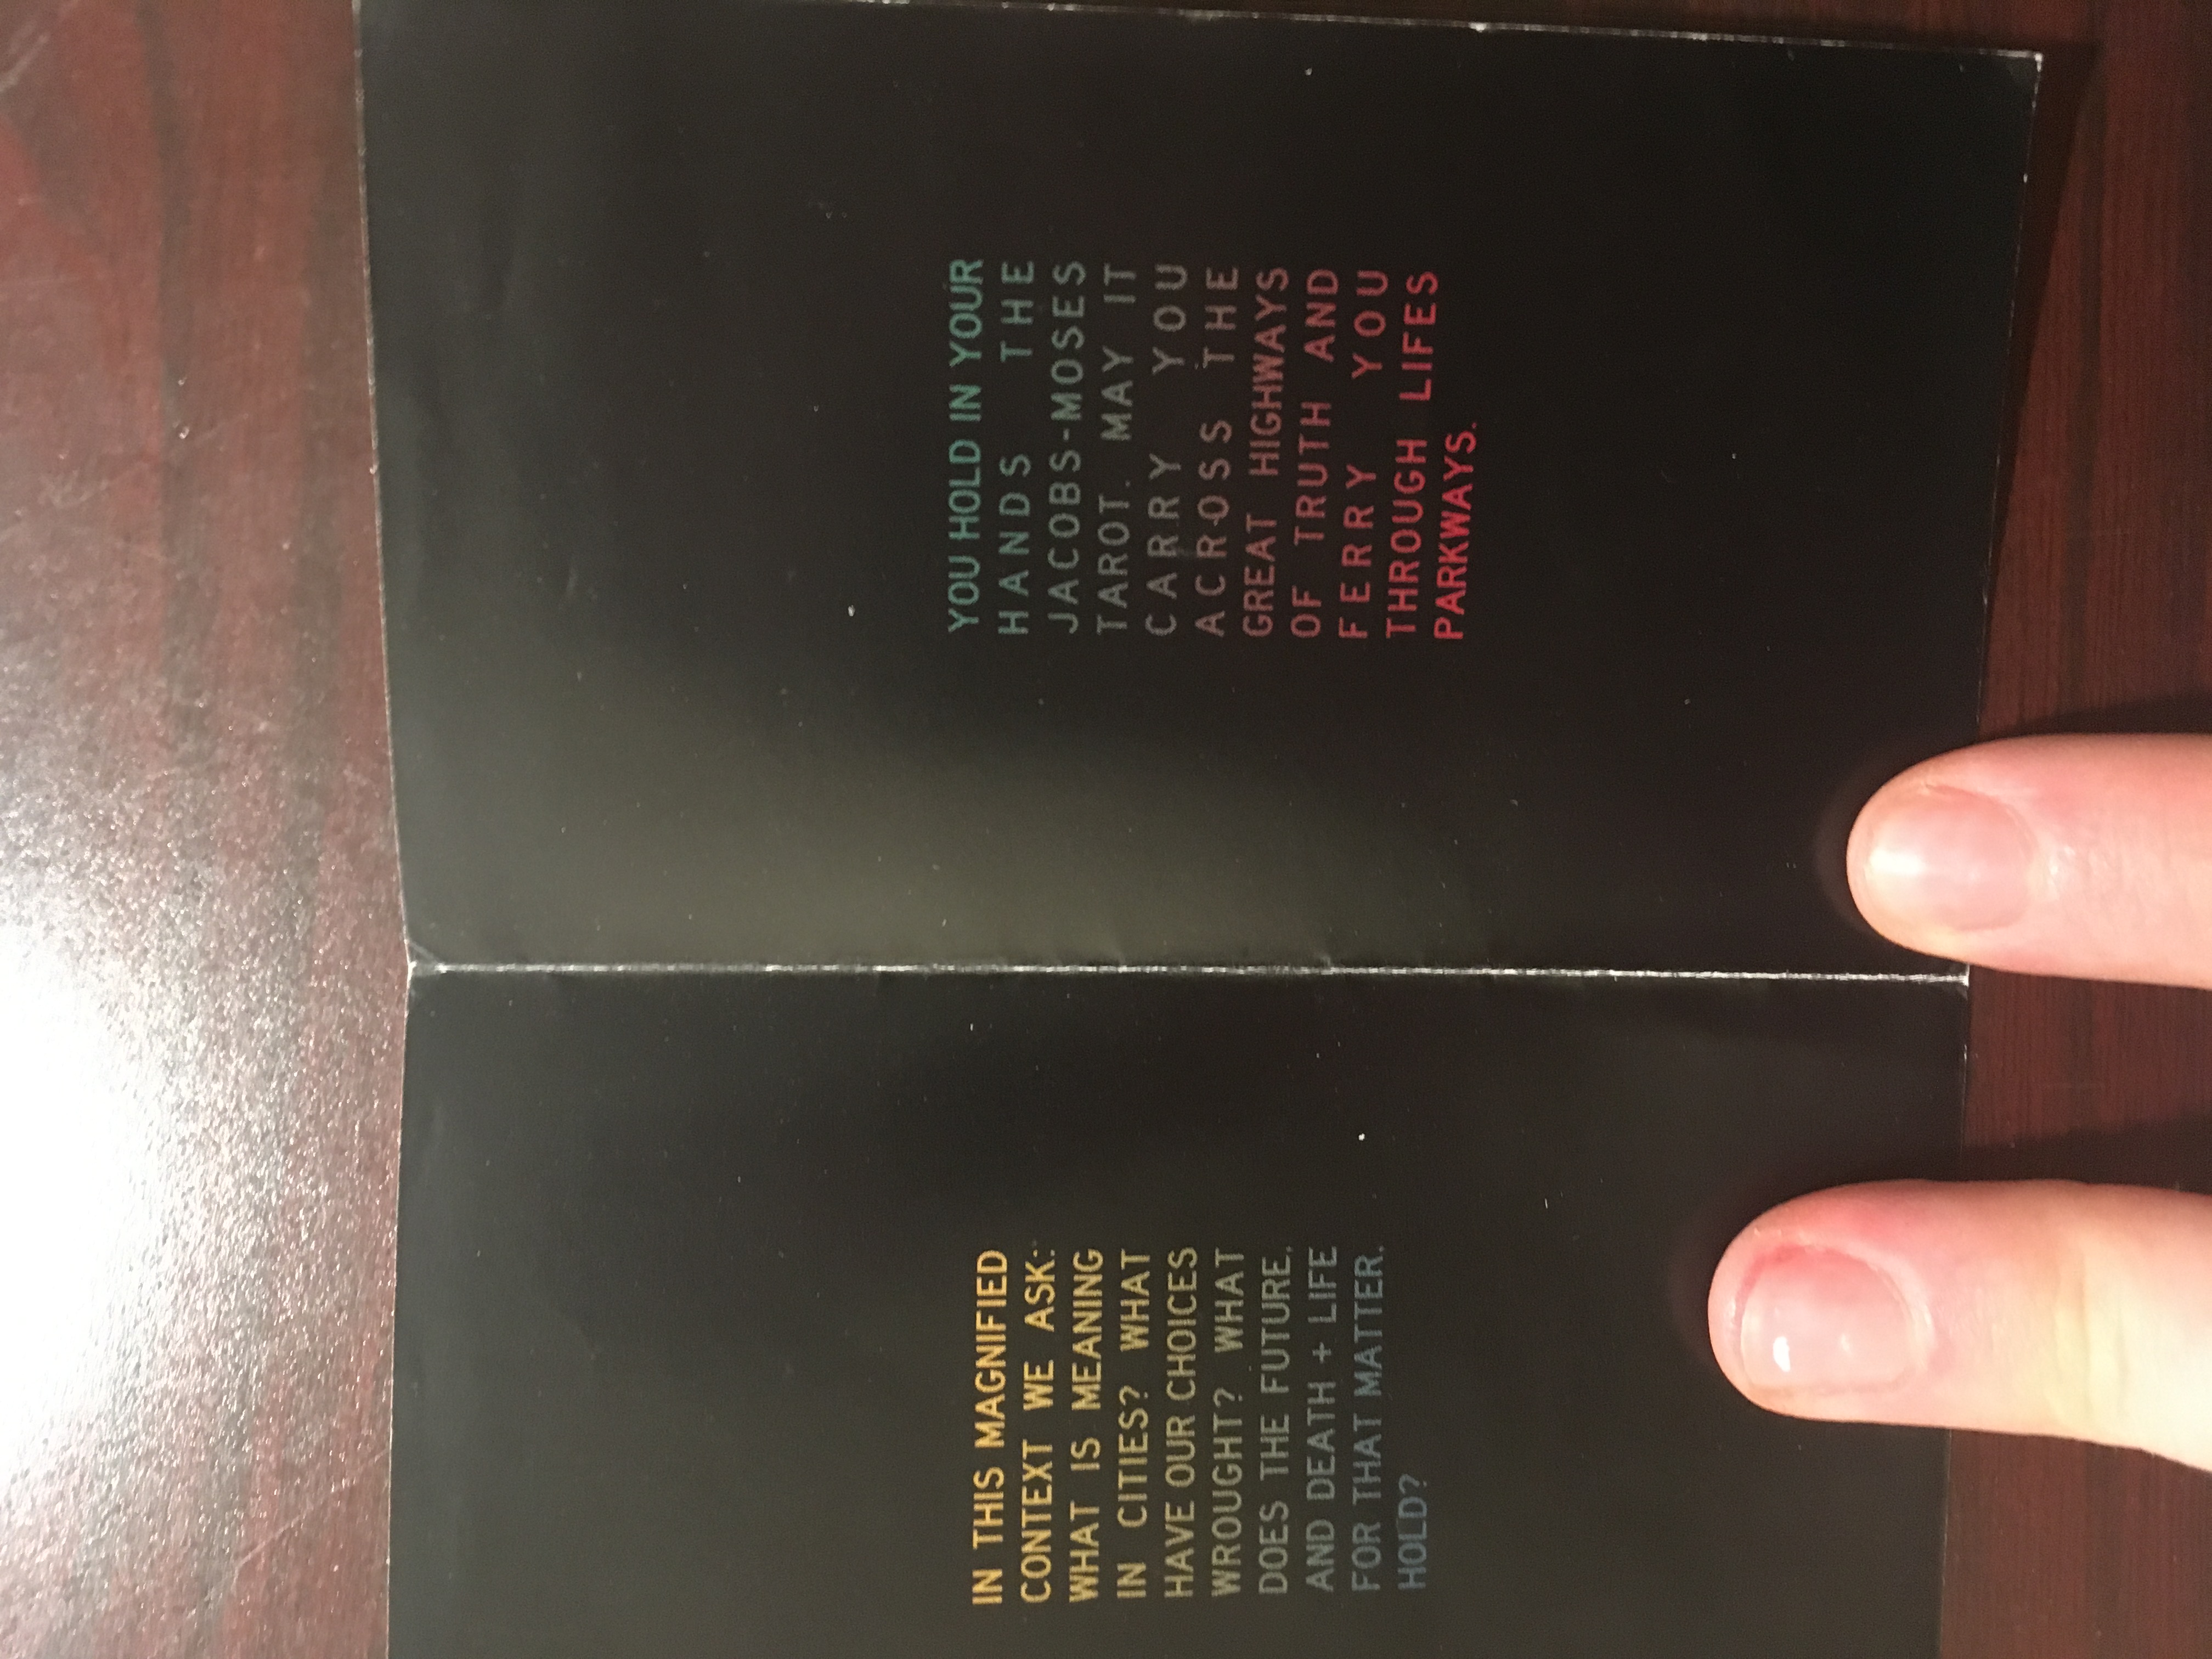 IN THIS MAGNIFIED
CONTEXT WE ASK:
WHAT IS MEANING
IN CITIES? WHAT
HAVE OUR CHOICES
WROUGHT? WHAT
DOES THE FUTURE,
AND DEATH + LIFE
FOR THAT MATTER,
HOLD?
YOU HOLD IN YOUR
HANDS THE
JACOBS-MOSES
TAROT. MAY IT
CARRY YOU
ACROSS THE
GREAT HIGHWAYS
OF TRUTH AND
FERRY YOU
THROUGH LIFES
PARKWAYS.